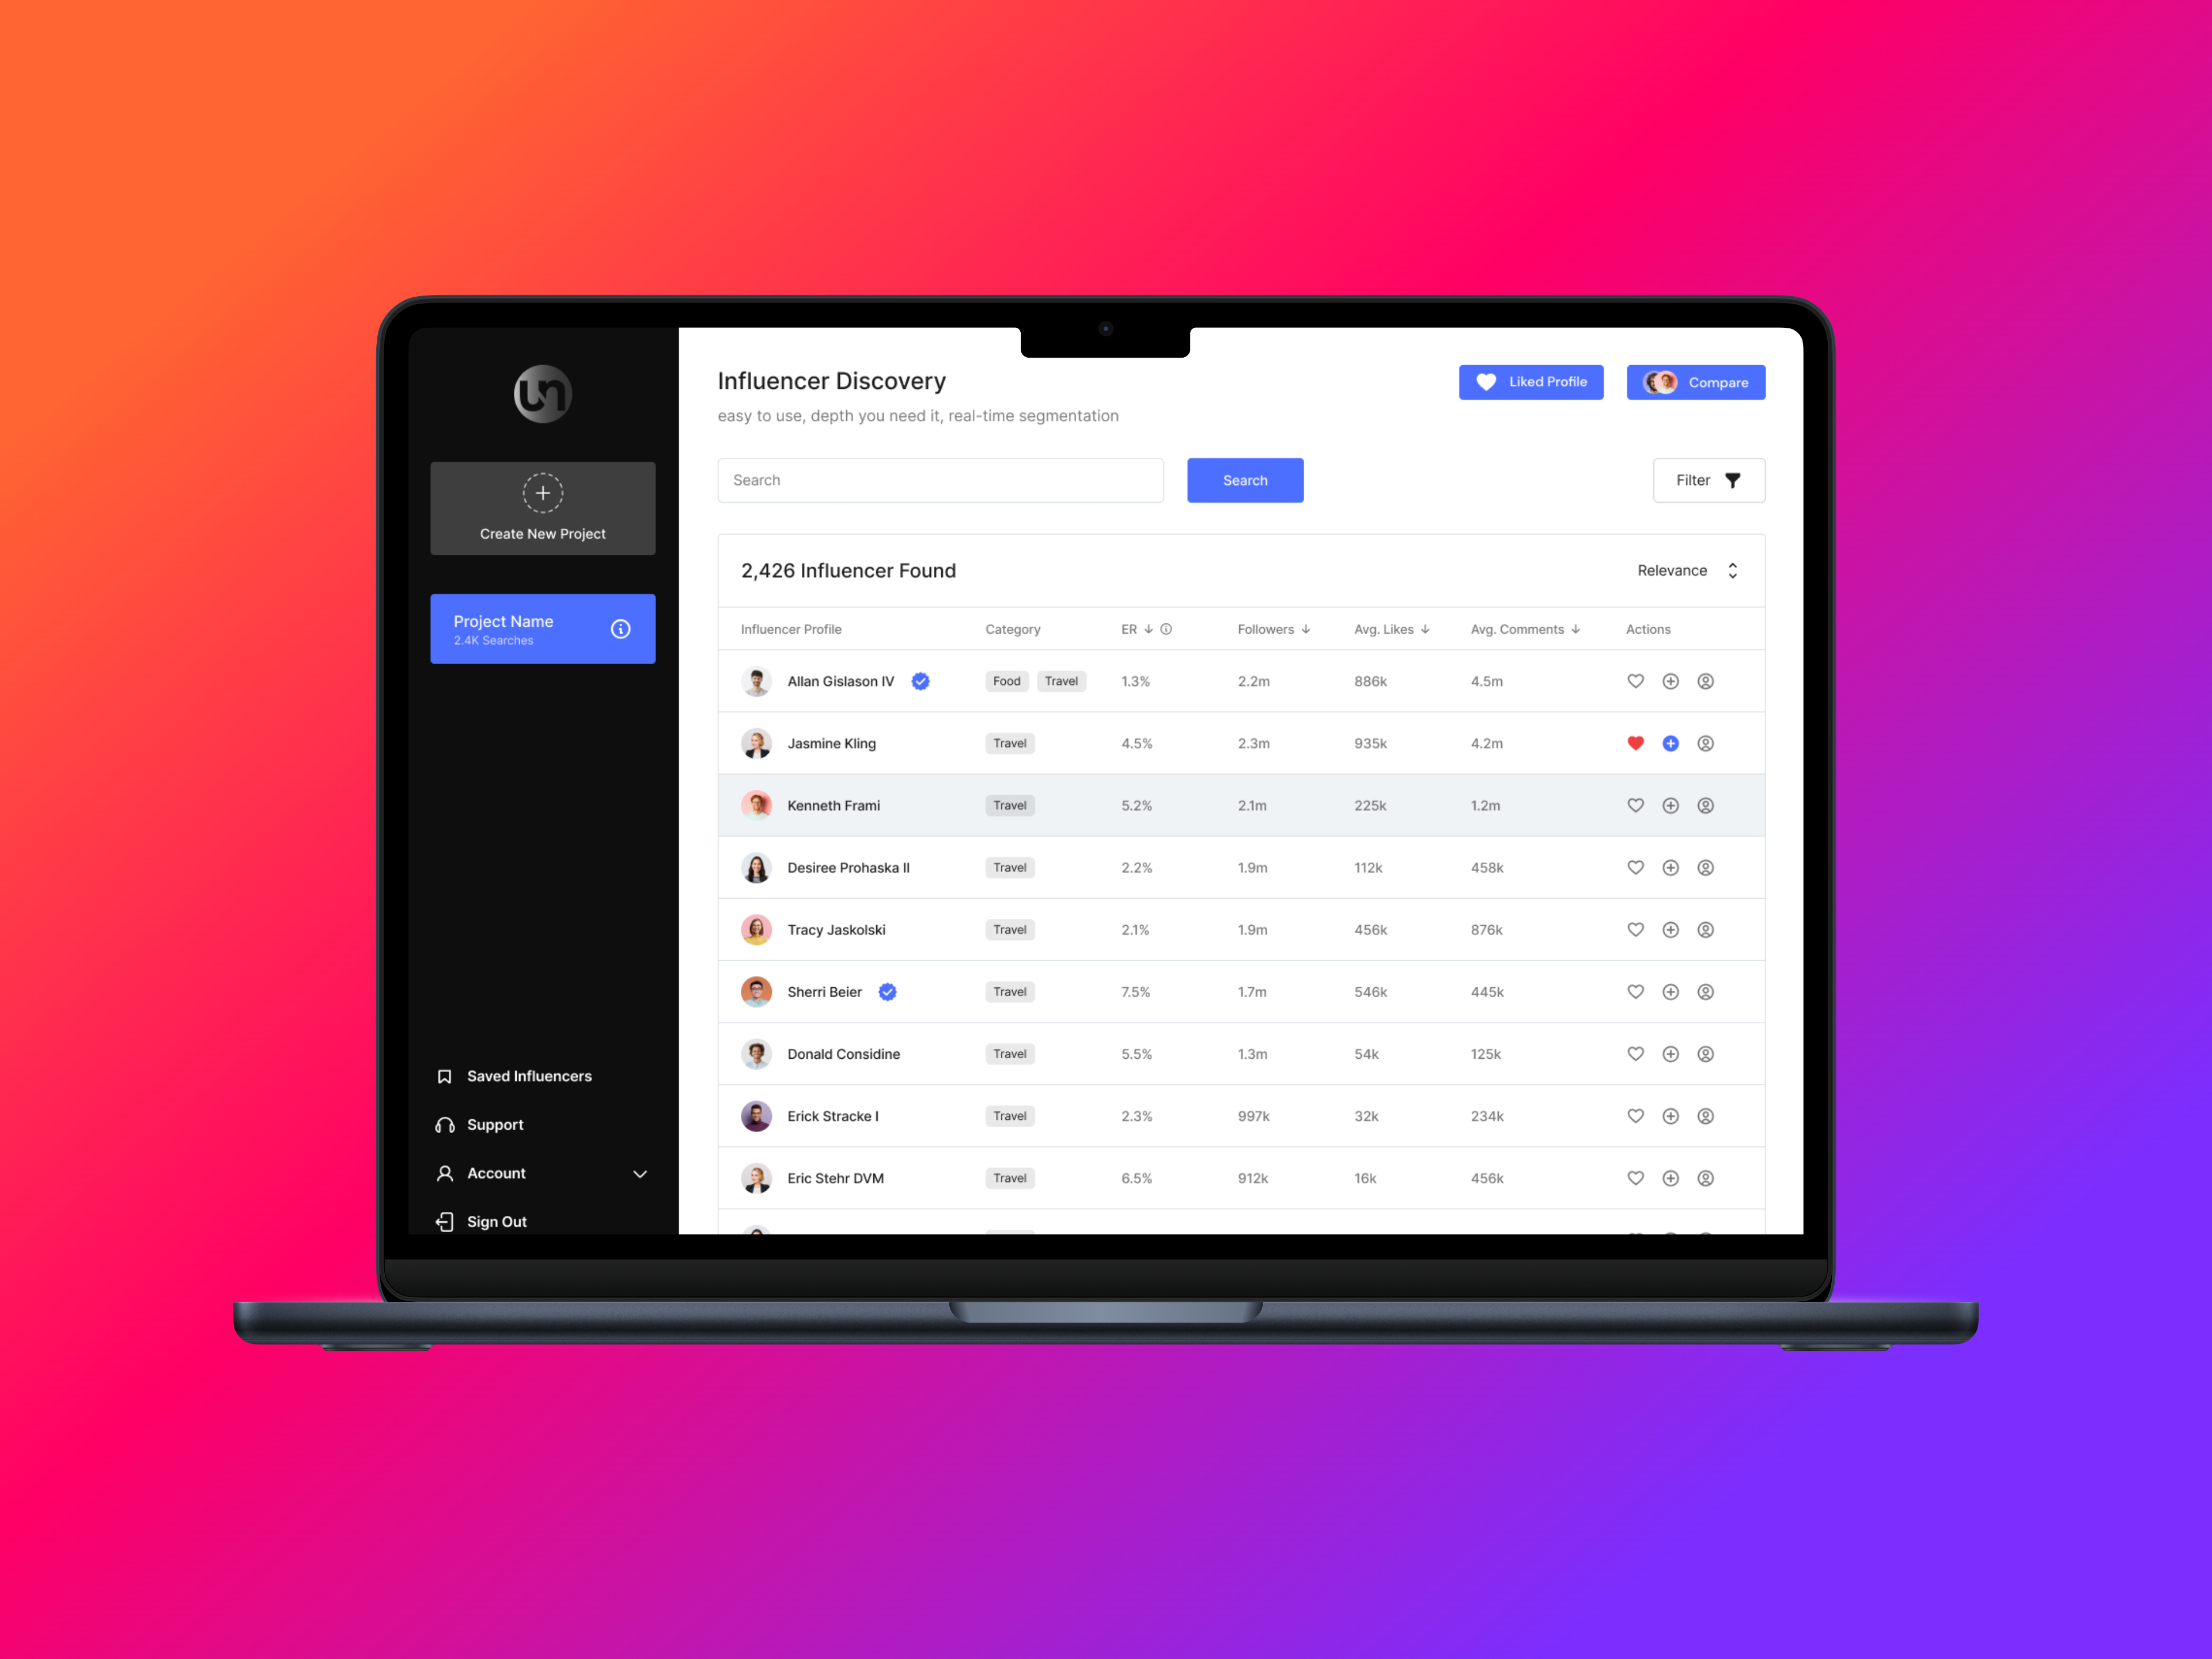 un
Create New Project
Project Name
2.4K Searches
Saved Influencers
Support
Account
Sign Out
Influencer Discovery
easy to use, depth you need it, real-time segmentation
Liked Profile
Compare
Search
Search
Filter
2,426 Influencer Found
Relevance
Influencer Profile Category ER Followers Avg. Likes Avg. Comments Actions
Allan Gislason IV Food Travel 1.3% 2.2m 886k 4.5m
Jasmine Kling Travel 4.5% 2.3m 935k 4.2m
Kenneth Frami Travel 5.2% 2.1m 225k 1.2m
Desiree Prohaska II Travel 2.2% 1.9m 112k 458k
Tracy Jaskolski Travel 2.1% 1.9m 456k 876k
Sherri Beier Travel 7.5% 1.7m 546k 445k
Donald Considine Travel 5.5% 1.3m 54k 125k
Erick Stracke I Travel 2.3% 997k 32k 234k
Eric Stehr DVM Travel 6.5% 912k 16k 456k